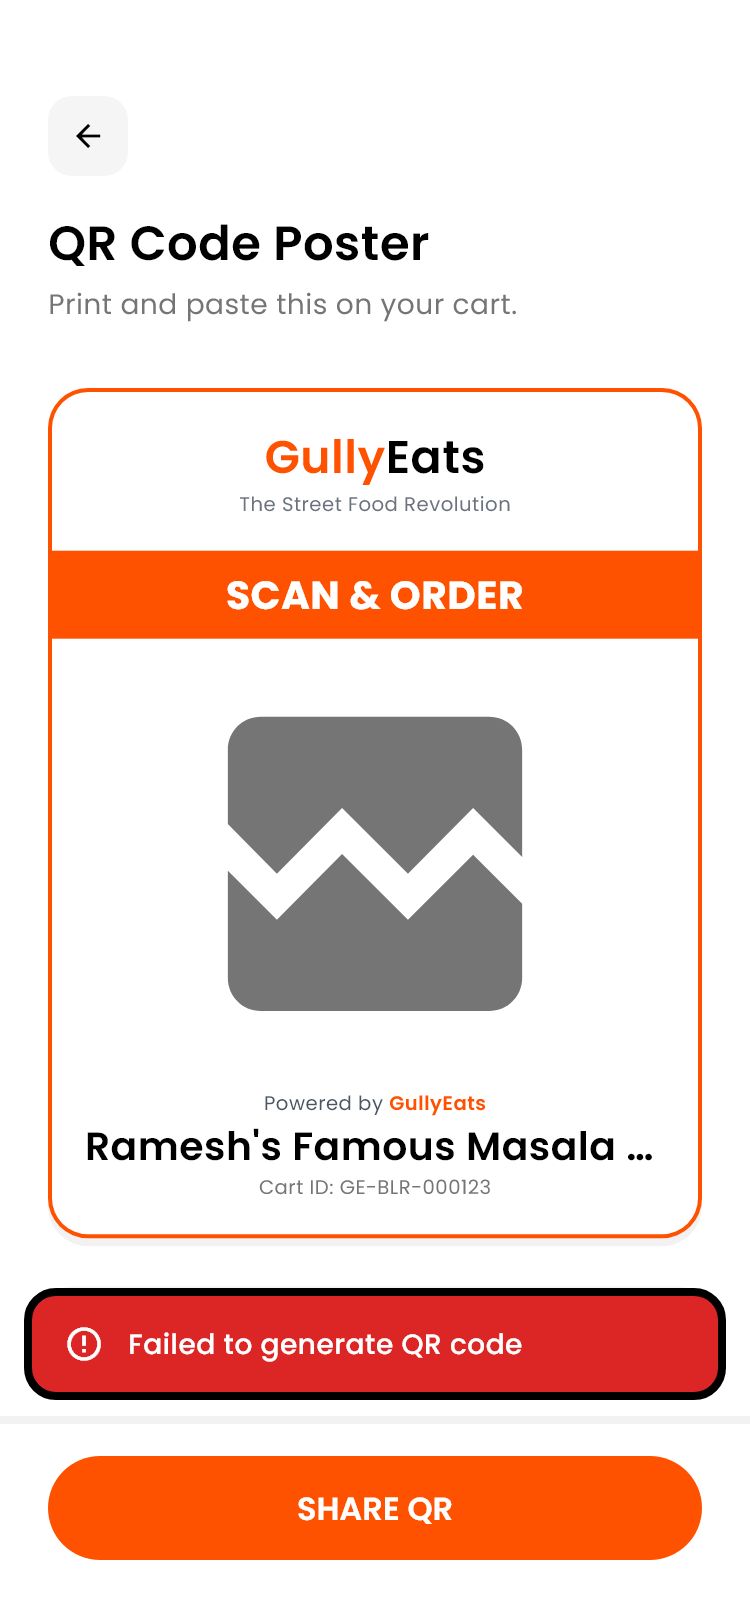 QR Code Poster
Print and paste this on your cart.
GullyEats
The Street Food Revolution
SCAN & ORDER
Powered by GullyEats
Ramesh's Famous Masala ...
Cart ID: GE-BLR-000123
Failed to generate QR code
SHARE QR